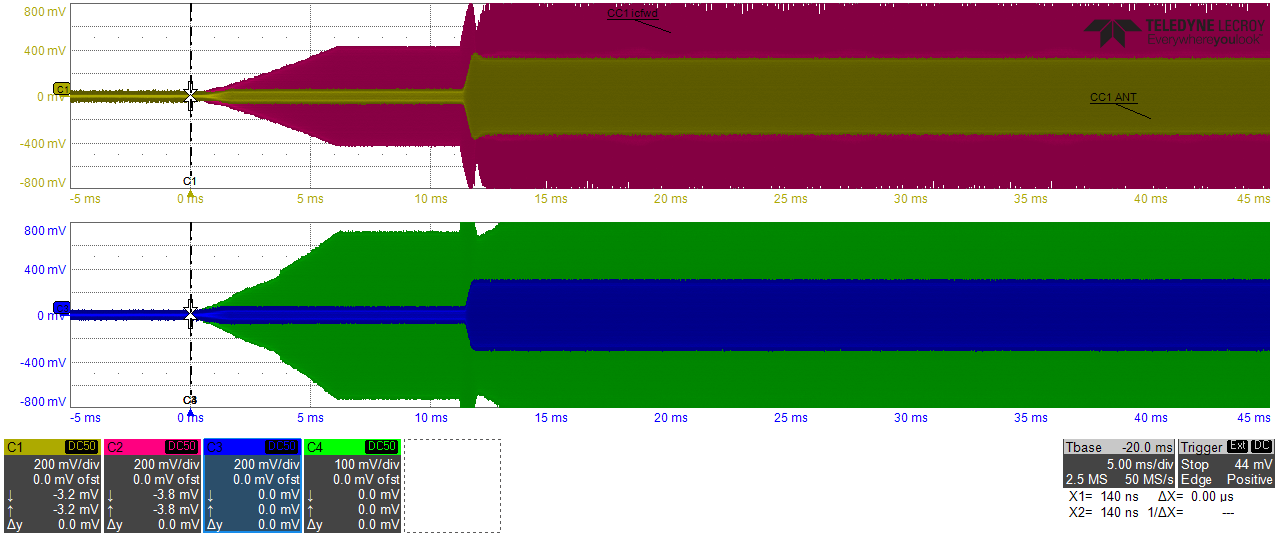 800 mV
CC1 ic/wd
TELEDYNE LECROY
Everywhereyoulook™
400 mV
C1
0 mV
CC1 ANT
-400 mV
-800 mV
C1
-5 ms 0 ms 5 ms 10 ms 15 ms 20 ms 25 ms 30 ms 35 ms 40 ms 45 ms
800 mV
400 mV
0 mV
-400 mV
-800 mV
-5 ms 0 ms 5 ms 10 ms 15 ms 20 ms 25 ms 30 ms 35 ms 40 ms 45 ms
C1 DC50
200 mV/div
0.0 mV ofst
↓ -3.2 mV
↑ -3.2 mV
Δy 0.0 mV
C2 DC50
200 mV/div
0.0 mV ofst
↓ -3.8 mV
↑ -3.8 mV
Δy 0.0 mV
C3 DC50
200 mV/div
0.0 mV ofst
↓ 0.0 mV
↑ 0.0 mV
Δy 0.0 mV
C4 DC50
100 mV/div
0.0 mV ofst
↓ 0.0 mV
↑ 0.0 mV
Δy 0.0 mV
Tbase -20.0 ms
5.00 ms/div
2.5 MS 50 MS/s
Trigger Ext DC
Stop 44 mV
Edge Positive
X1= 140 ns ΔX= 0.00 µs
X2= 140 ns 1/ΔX= ---